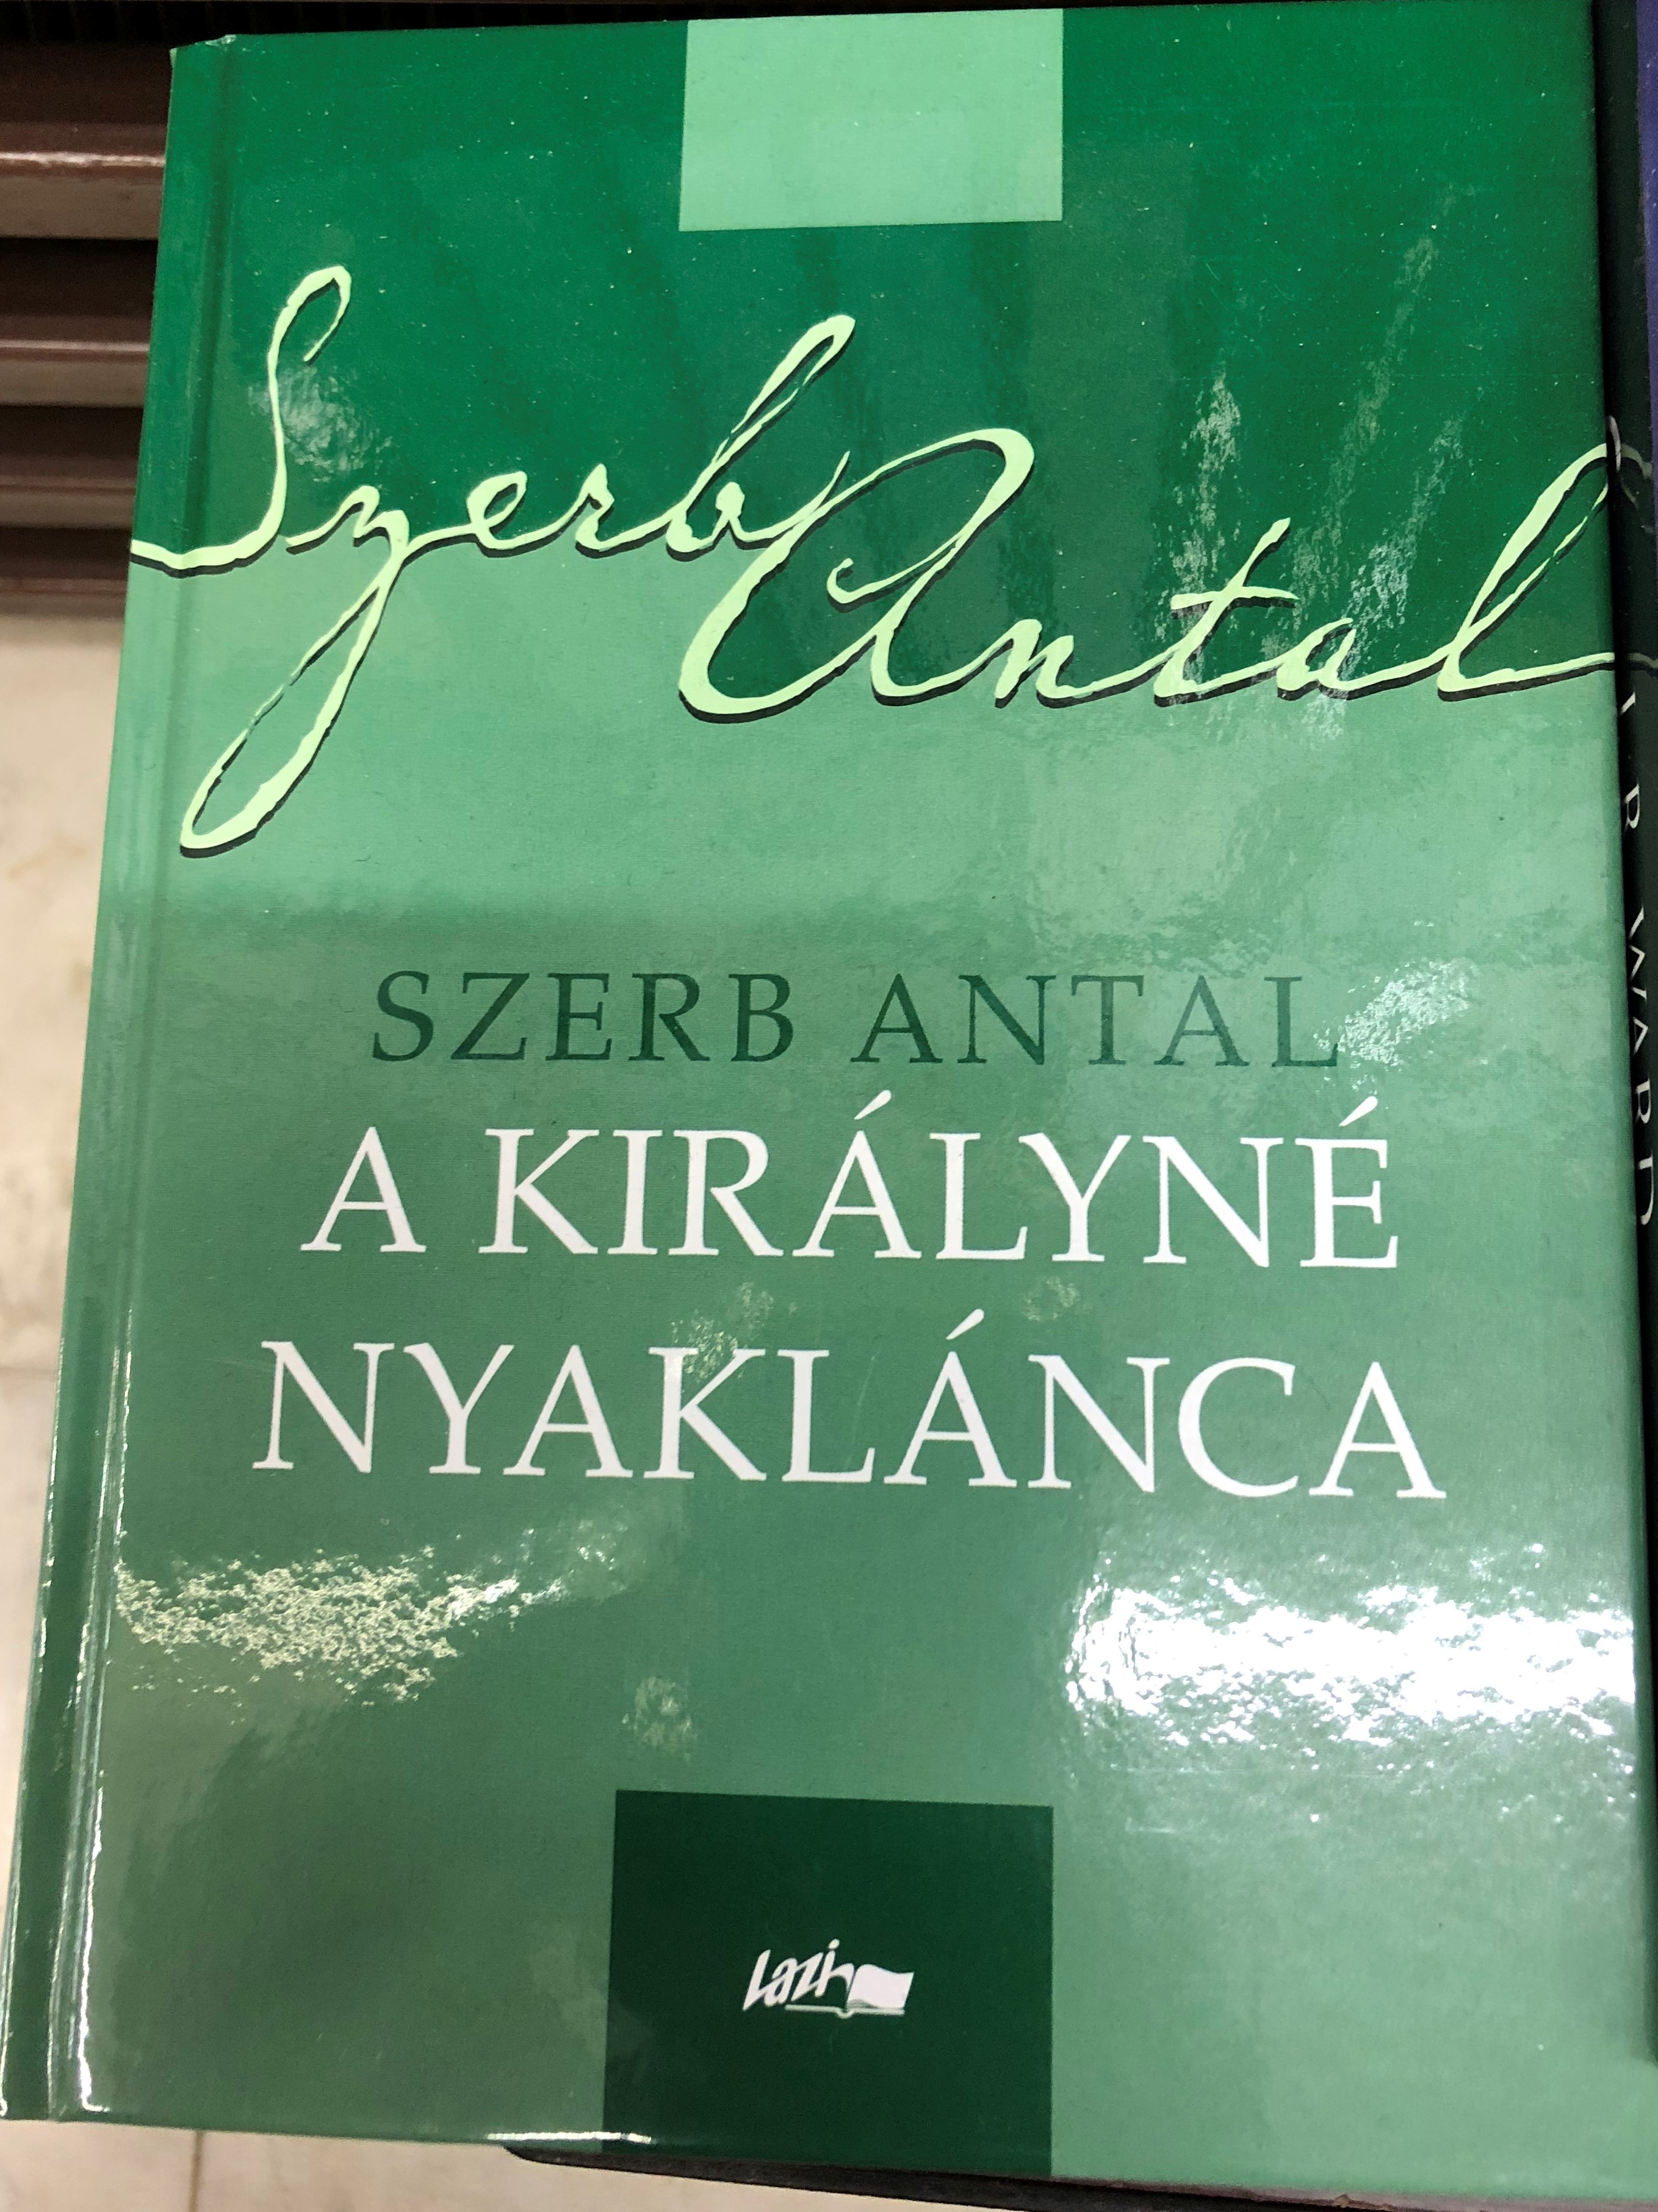 Szerb Antal
SZERB ANTAL
A KIRÁLYNÉ
NYAKLÁNCA
Lazi